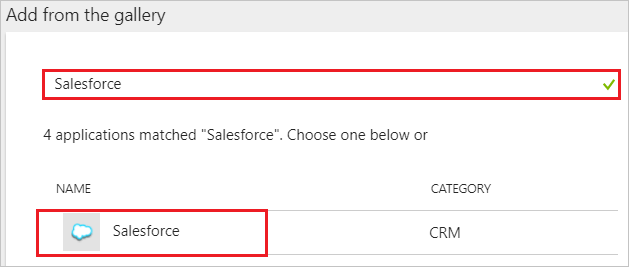 Add from the gallery
Salesforce
4 applications matched "Salesforce". Choose one below or
NAME CATEGORY
Salesforce CRM